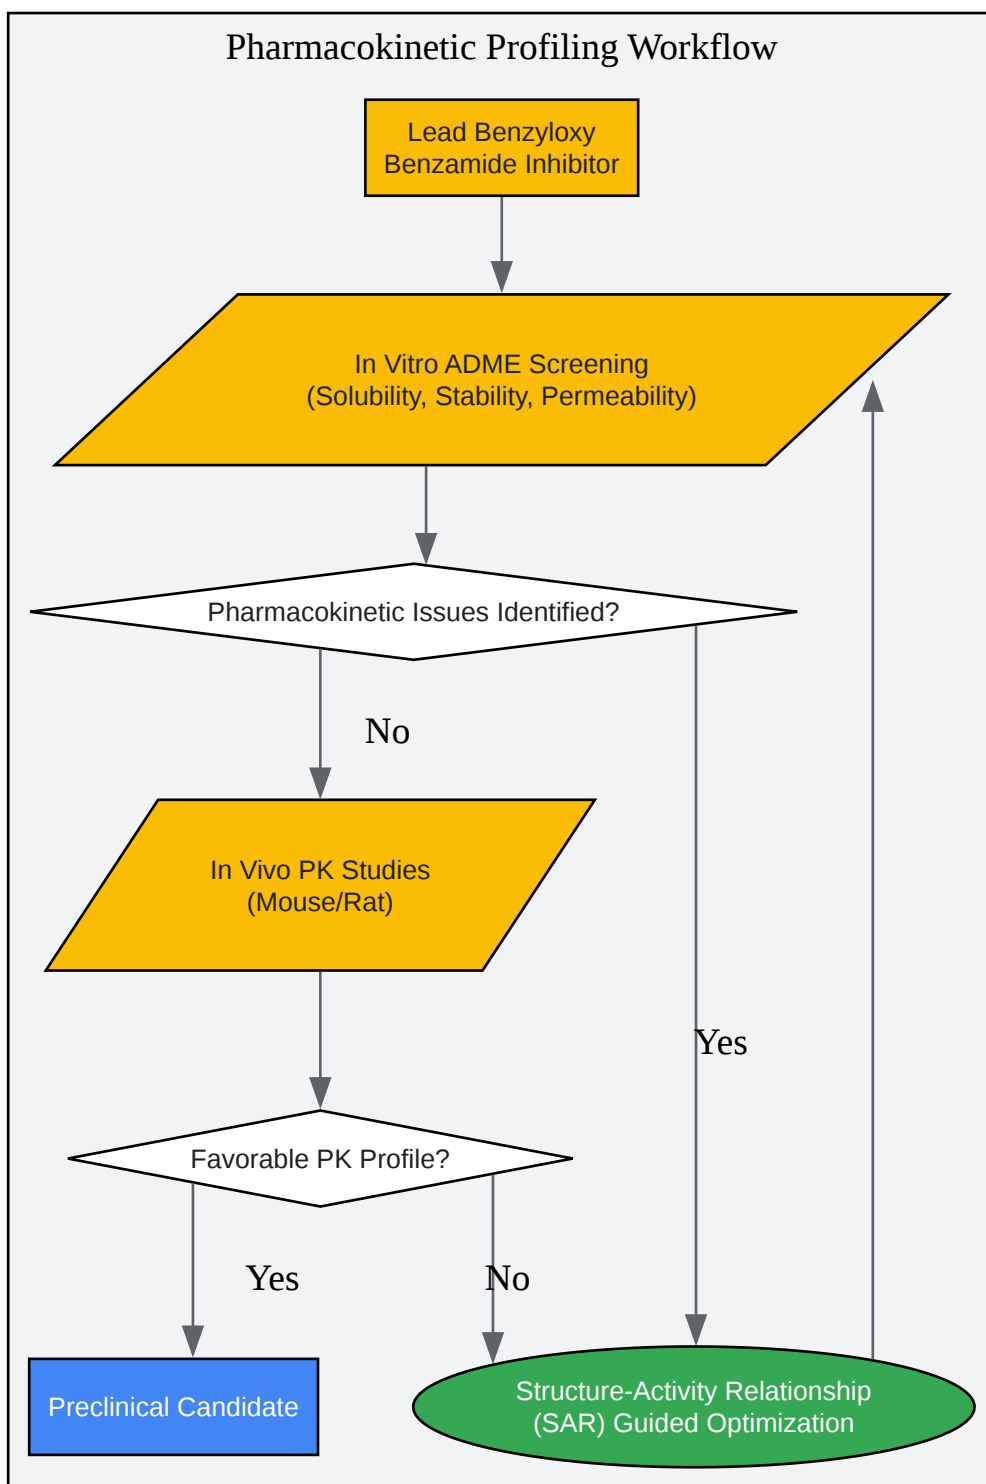 Pharmacokinetic Profiling Workflow
Lead Benzyloxy
Benzamide Inhibitor
In Vitro ADME Screening
(Solubility, Stability, Permeability)
Pharmacokinetic Issues Identified?
No
In Vivo PK Studies
(Mouse/Rat)
Yes
Favorable PK Profile?
Yes
No
Preclinical Candidate
Structure-Activity Relationship
(SAR) Guided Optimization